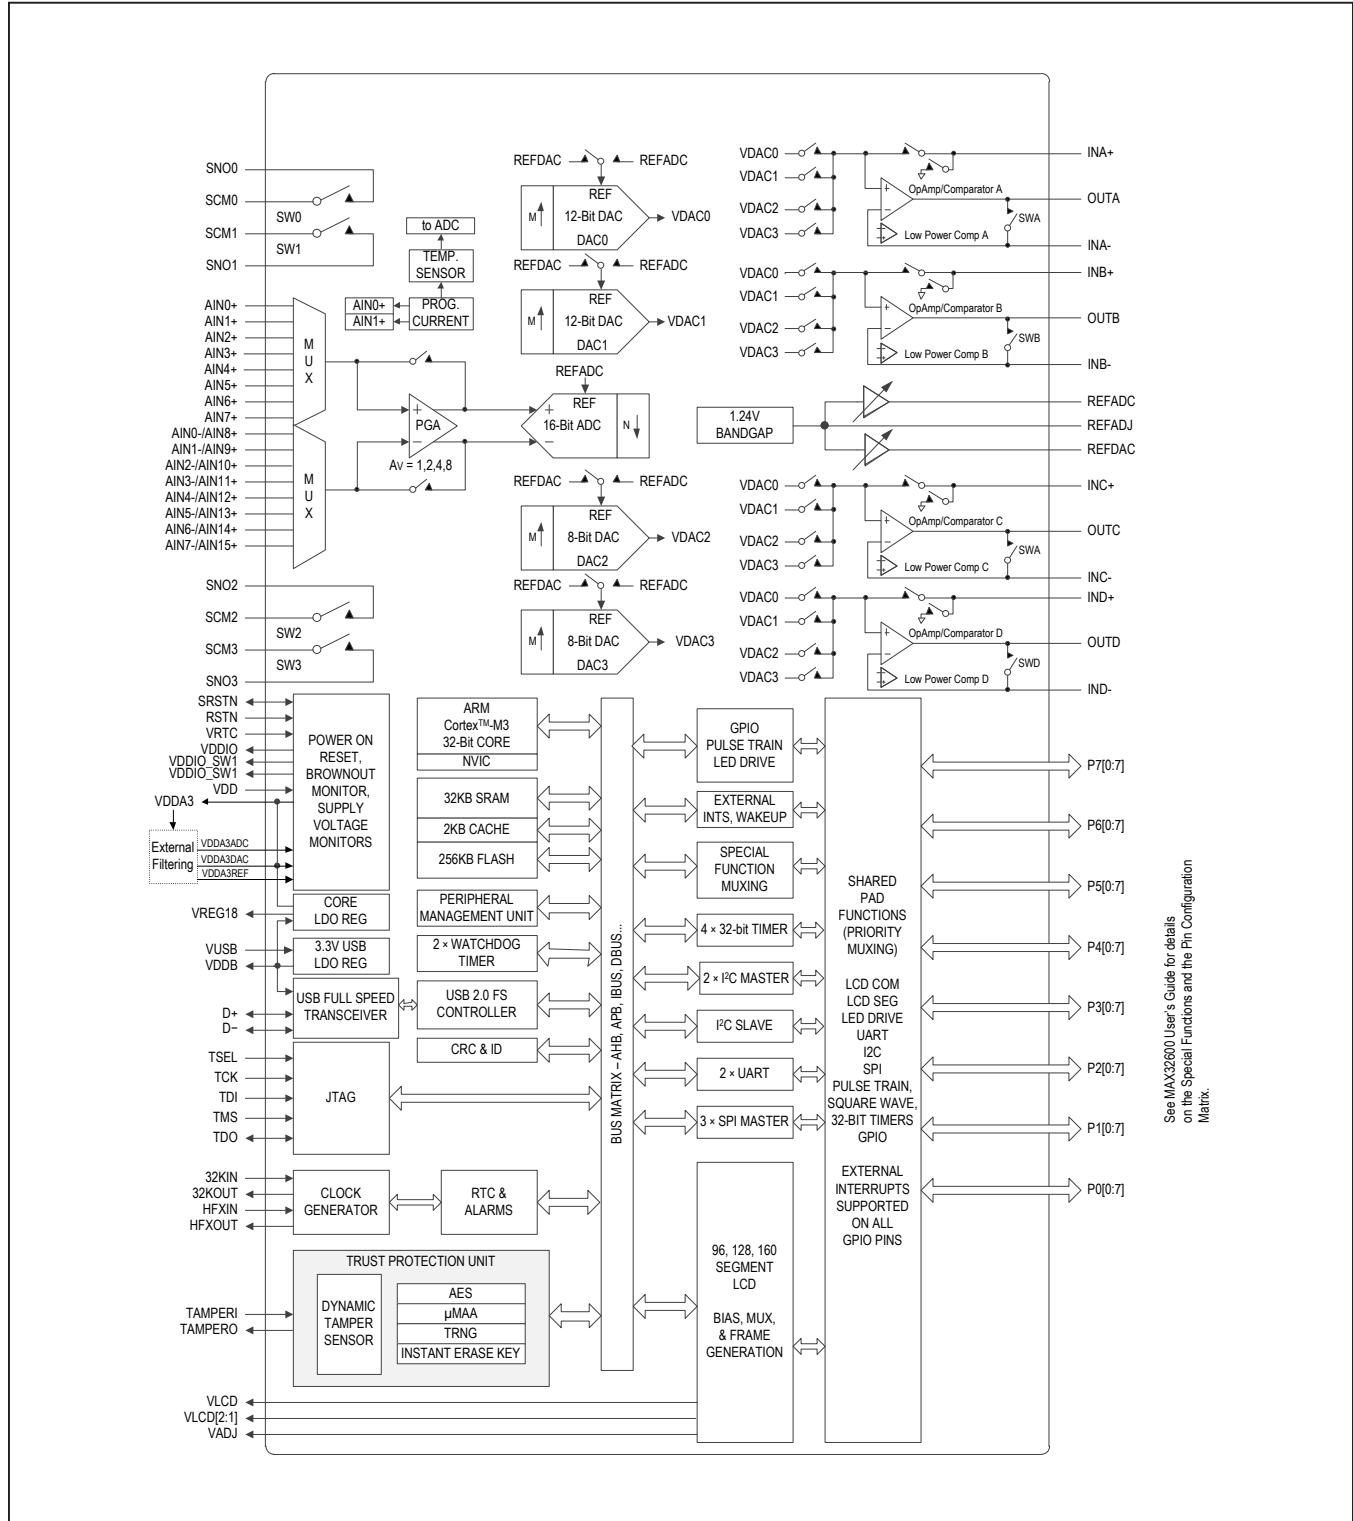 SNO0
SCM0
SW0
SCM1
SW1
SNO1
to ADC
TEMP.
SENSOR
AIN0+
AIN1+
PROG.
CURRENT
AIN0+
AIN1+
AIN2+
AIN3+
AIN4+
AIN5+
AIN6+
AIN7+
AIN0-/AIN8+
AIN1-/AIN9+
AIN2-/AIN10+
AIN3-/AIN11+
AIN4-/AIN12+
AIN5-/AIN13+
AIN6-/AIN14+
AIN7-/AIN15+
M
U
X
M
U
X
+
PGA
−
AV = 1,2,4,8
REFDAC
REFADC
REF
M
12-Bit DAC
DAC0
VDAC0
REFDAC
REFADC
REF
M
12-Bit DAC
DAC1
VDAC1
REFADC
REF
+
16-Bit ADC
−
N
REFDAC
REFADC
REF
M
8-Bit DAC
DAC2
VDAC2
REFDAC
REFADC
REF
M
8-Bit DAC
DAC3
VDAC3
VDAC0
VDAC1
VDAC2
VDAC3
+
−
OpAmp/Comparator A
Low Power Comp A
SWA
INA+
OUTA
INA-
VDAC0
VDAC1
VDAC2
VDAC3
+
−
OpAmp/Comparator B
Low Power Comp B
SWB
INB+
OUTB
INB-
1.24V
BANDGAP
REFADC
REFADJ
REFDAC
VDAC0
VDAC1
VDAC2
VDAC3
+
−
OpAmp/Comparator C
Low Power Comp C
SWA
INC+
OUTC
INC-
VDAC0
VDAC1
VDAC2
VDAC3
+
−
OpAmp/Comparator D
Low Power Comp D
SWD
IND+
OUTD
IND-
SNO2
SCM2
SW2
SCM3
SW3
SNO3
SRSTN
RSTN
VRTC
VDDIO
VDDIO_SW1
VDDIO_SW1
VDD
VDDA3
External
Filtering
VDDA3ADC
VDDA3DAC
VDDA3REF
POWER ON
RESET,
BROWNOUT
MONITOR,
SUPPLY
VOLTAGE
MONITORS
VREG18
CORE
LDO REG
VUSB
VDDB
3.3V USB
LDO REG
D+
D−
USB FULL SPEED
TRANSCEIVER
TSEL
TCK
TDI
TMS
TDO
JTAG
32KIN
32KOUT
HFXIN
HFXOUT
CLOCK
GENERATOR
RTC &
ALARMS
TRUST PROTECTION UNIT
DYNAMIC
TAMPER
SENSOR
AES
µMAA
TRNG
INSTANT ERASE KEY
TAMPERI
TAMPERO
VLCD
VLCD[2:1]
VADJ
ARM
Cortex™-M3
32-Bit CORE
NVIC
32KB SRAM
2KB CACHE
256KB FLASH
PERIPHERAL
MANAGEMENT UNIT
2 × WATCHDOG
TIMER
USB 2.0 FS
CONTROLLER
CRC & ID
BUS MATRIX – AHB, APB, IBUS, DBUS...
GPIO
PULSE TRAIN
LED DRIVE
EXTERNAL
INTS, WAKEUP
SPECIAL
FUNCTION
MUXING
4 × 32-bit TIMER
2 × I2C MASTER
I2C SLAVE
2 × UART
3 × SPI MASTER
96, 128, 160
SEGMENT
LCD
BIAS, MUX,
& FRAME
GENERATION
SHARED
PAD
FUNCTIONS
(PRIORITY
MUXING)
LCD COM
LCD SEG
LED DRIVE
UART
I2C
SPI
PULSE TRAIN,
SQUARE WAVE,
32-BIT TIMERS
GPIO
EXTERNAL
INTERRUPTS
SUPPORTED
ON ALL
GPIO PINS
P7[0:7]
P6[0:7]
P5[0:7]
P4[0:7]
P3[0:7]
P2[0:7]
P1[0:7]
P0[0:7]
See MAX32600 User's Guide for details
on the Special Functions and the Pin Configuration
Matrix.